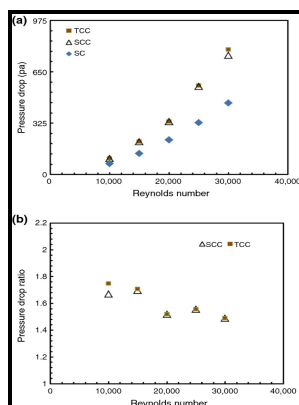 (a)
975
650
325
0
TCC
SCC
SC
Pressure drop (pa)
0
10,000
20,000
30,000
40,000
Reynolds number
(b)
2.2
2
1.8
1.6
1.4
1.2
1
SCC
TCC
Pressure drop ratio
0
10,000
20,000
30,000
40,000
Reynolds number